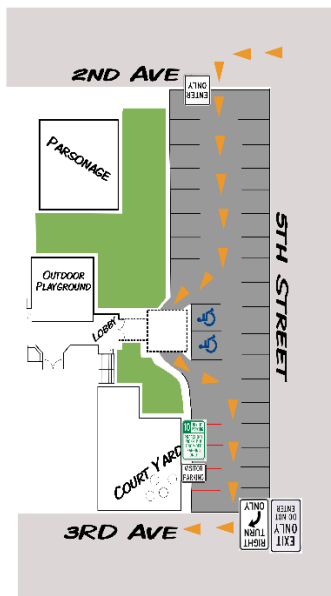 2ND AVE
ENTER
ONLY
PARSONAGE
5TH STREET
OUTDOOR
PLAYGROUND
LOBBY
10
VISITOR
PARKING
COURT YARD
3RD AVE
RIGHT
TURN
ONLY
EXIT
ONLY
DO NOT
ENTER